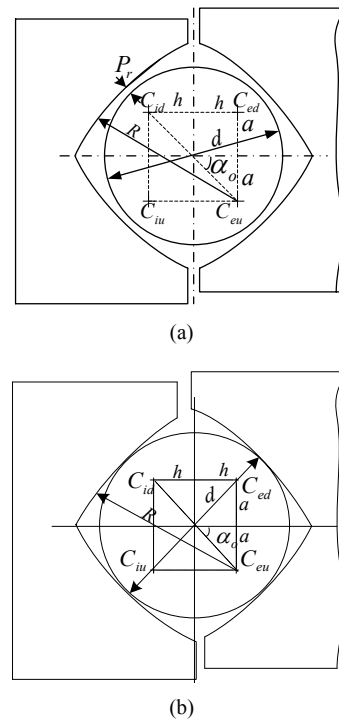 P_r
C_id h h C_ed
R d a
α_o a
C_iu C_eu
(a)
C_id h h C_ed
d
R a
α_o a
C_iu C_eu
(b)